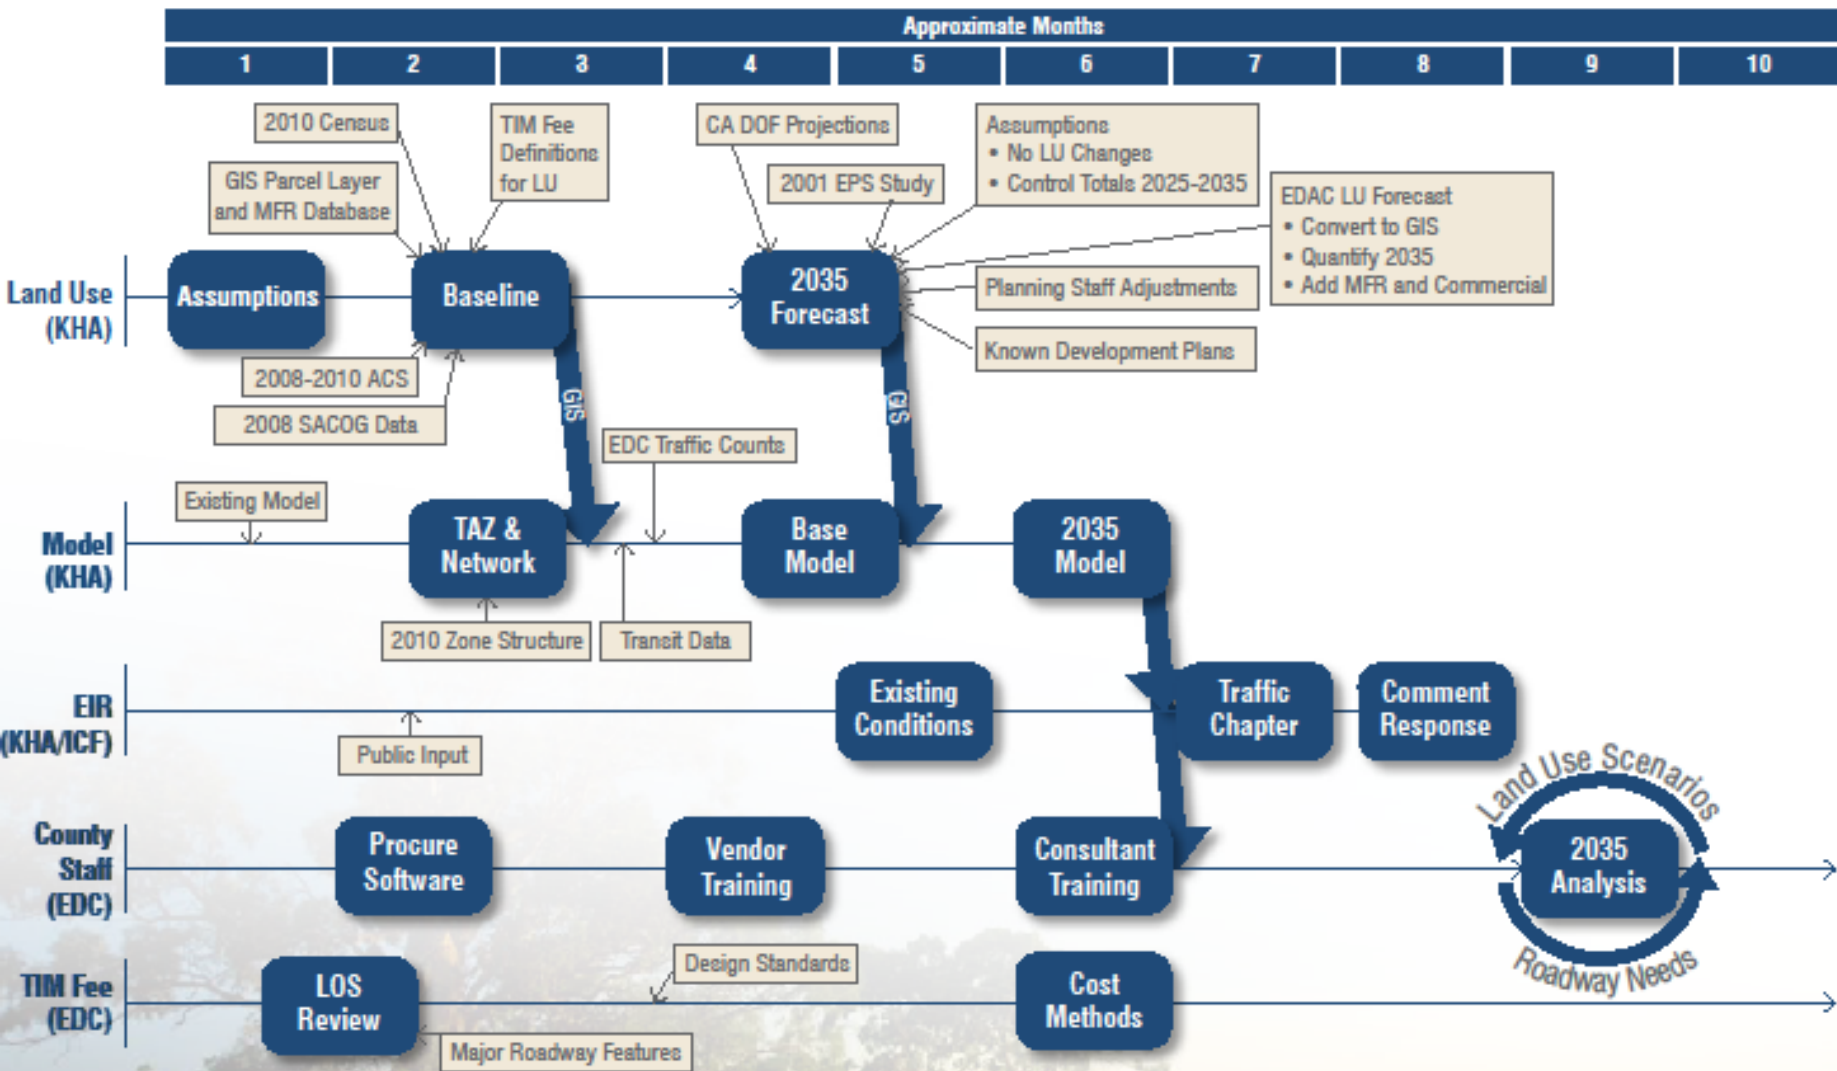 Approximate Months
1 2 3 4 5 6 7 8 9 10
2010 Census
GIS Parcel Layer
and MFR Database
TIM Fee
Definitions
for LU
CA DOF Projections
2001 EPS Study
Assumptions
• No LU Changes
• Control Totals 2025-2035
EDAC LU Forecast
• Convert to GIS
• Quantify 2035
• Add MFR and Commercial
Planning Staff Adjustments
Known Development Plans
Land Use
(KHA)
Assumptions
Baseline
2035
Forecast
2008-2010 ACS
2008 SACOG Data
GIS
GIS
EDC Traffic Counts
Existing Model
Model
(KHA)
TAZ &
Network
Base
Model
2035
Model
2010 Zone Structure
Transit Data
EIR
(KHA/ICF)
Existing
Conditions
Traffic
Chapter
Comment
Response
Public Input
County
Staff
(EDC)
Procure
Software
Vendor
Training
Consultant
Training
Land Use Scenarios
2035
Analysis
Roadway Needs
TIM Fee
(EDC)
LOS
Review
Design Standards
Cost
Methods
Major Roadway Features